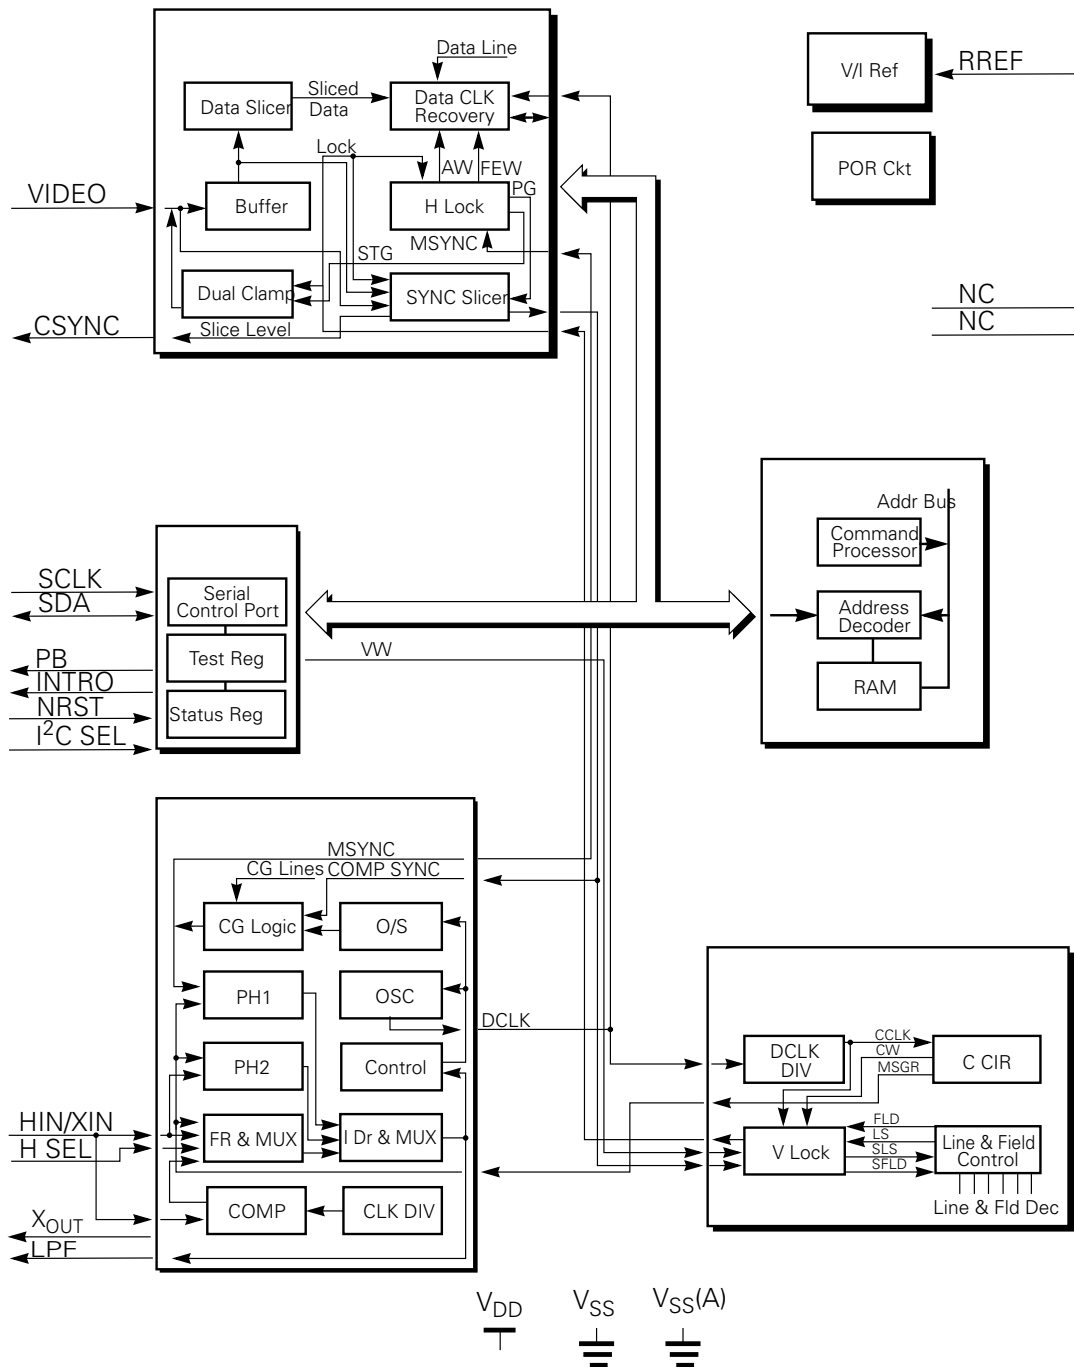 Data Line
Sliced
Data
Data Slicer
Data CLK
Recovery
Lock
AW
FEW
PG
VIDEO
Buffer
H Lock
MSYNC
STG
Dual Clamp
SYNC Slicer
CSYNC
Slice Level
V/I Ref
RREF
POR Ckt
NC
NC
Addr Bus
Command
Processor
Address
Decoder
RAM
SCLK
SDA
PB
INTRO
NRST
I²C SEL
Serial
Control Port
Test Reg
Status Reg
VW
MSYNC
CG Lines
COMP SYNC
CG Logic
O/S
PH1
OSC
DCLK
PH2
Control
HIN/XIN
H SEL
FR & MUX
I Dr & MUX
COMP
CLK DIV
XOUT
LPF
DCLK
DIV
CCLK
CW
MSGR
C CIR
V Lock
FLD
LS
SLS
SFLD
Line & Field
Control
Line & Fld Dec
VDD
VSS
VSS(A)